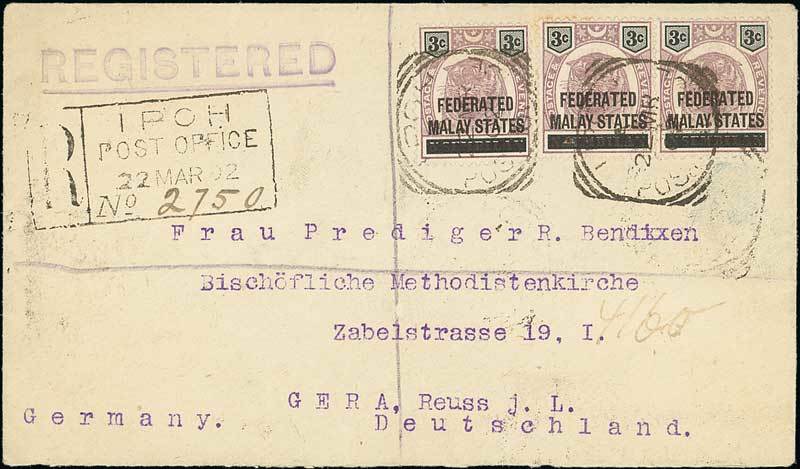 REGISTERED
3c 3c
FEDERATED
MALAY STATES
3c 3c
FEDERATED
MALAY STATES
3c 3c
FEDERATED
MALAY STATES
R
IPOH
POST OFFICE
22 MAR 02
No 2750
Frau Prediger R. Bendixen
Bischöfliche Methodistenkirche
Zabelstrasse 19, I.
GERA, Reuss j. L.
Germany. Deutschland.